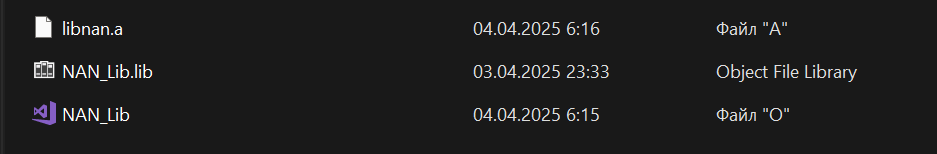 libnan.a 04.04.2025 6:16 Файл "A"
NAN_Lib.lib 03.04.2025 23:33 Object File Library
NAN_Lib 04.04.2025 6:15 Файл "O"